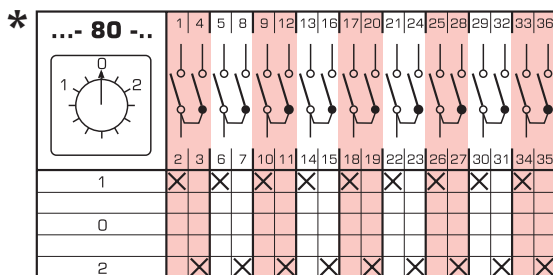 * ...- 80 -..
1 4 5 8 9 12 13 16 17 20 21 24 25 28 29 32 33 36
0
1 2
2 3 6 7 10 11 14 15 18 19 22 23 26 27 30 31 34 35
1 X X X X X X X X X
0
2 X X X X X X X X X